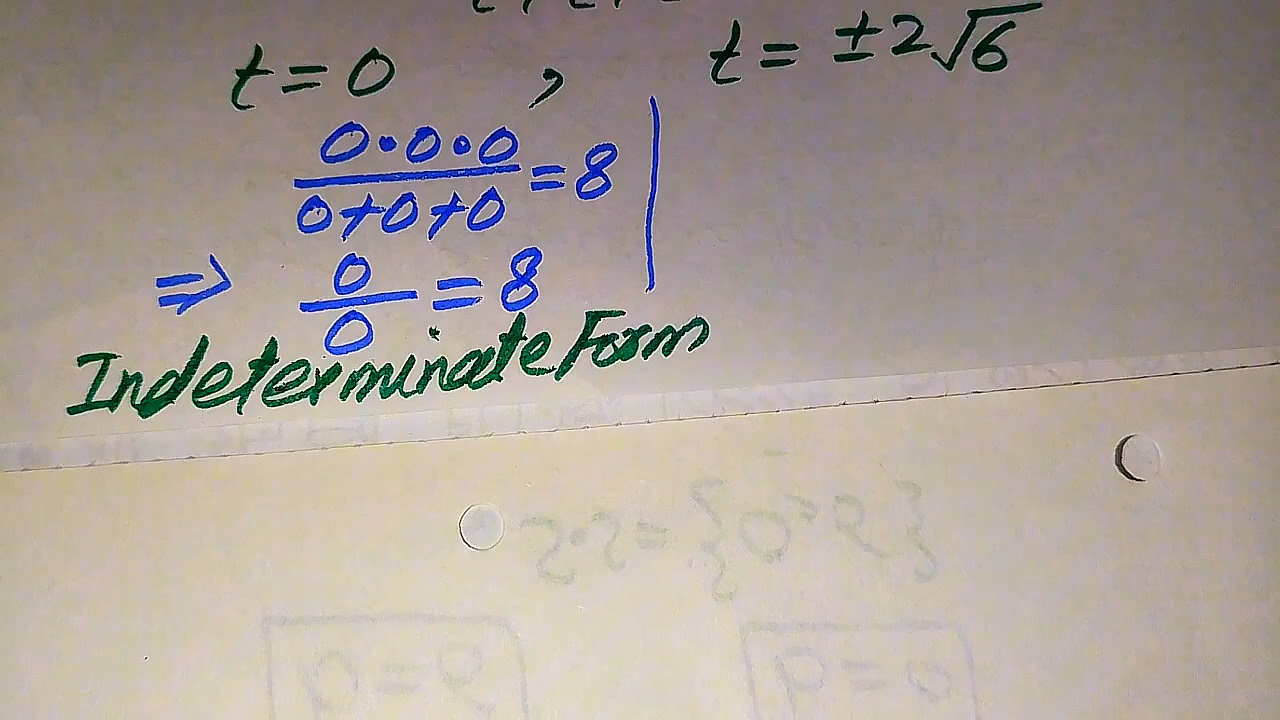 t = 0 , t = ±2√6
0·0·0 / 0+0+0 = 8
⇒ 0/0 = 8
Indeterminate Form